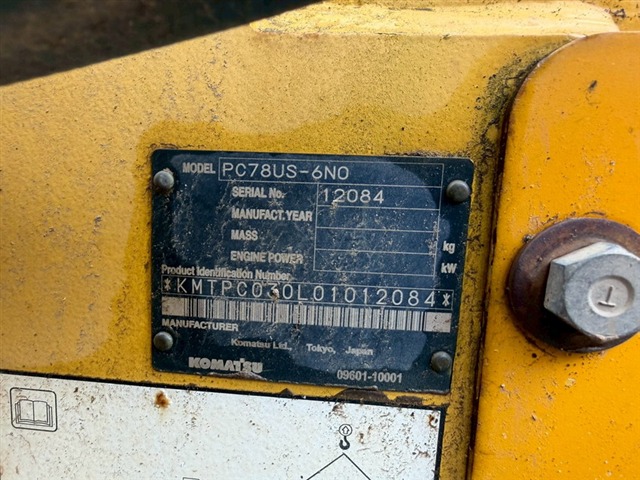 MODEL PC78US-6N0
SERIAL No. 12084
MANUFACT.YEAR
MASS kg
ENGINE POWER kW
Product Identification Number
*KMTPC030L01012084*
MANUFACTURER
Komatsu Ltd., Tokyo, Japan
KOMATSU 09601-10001